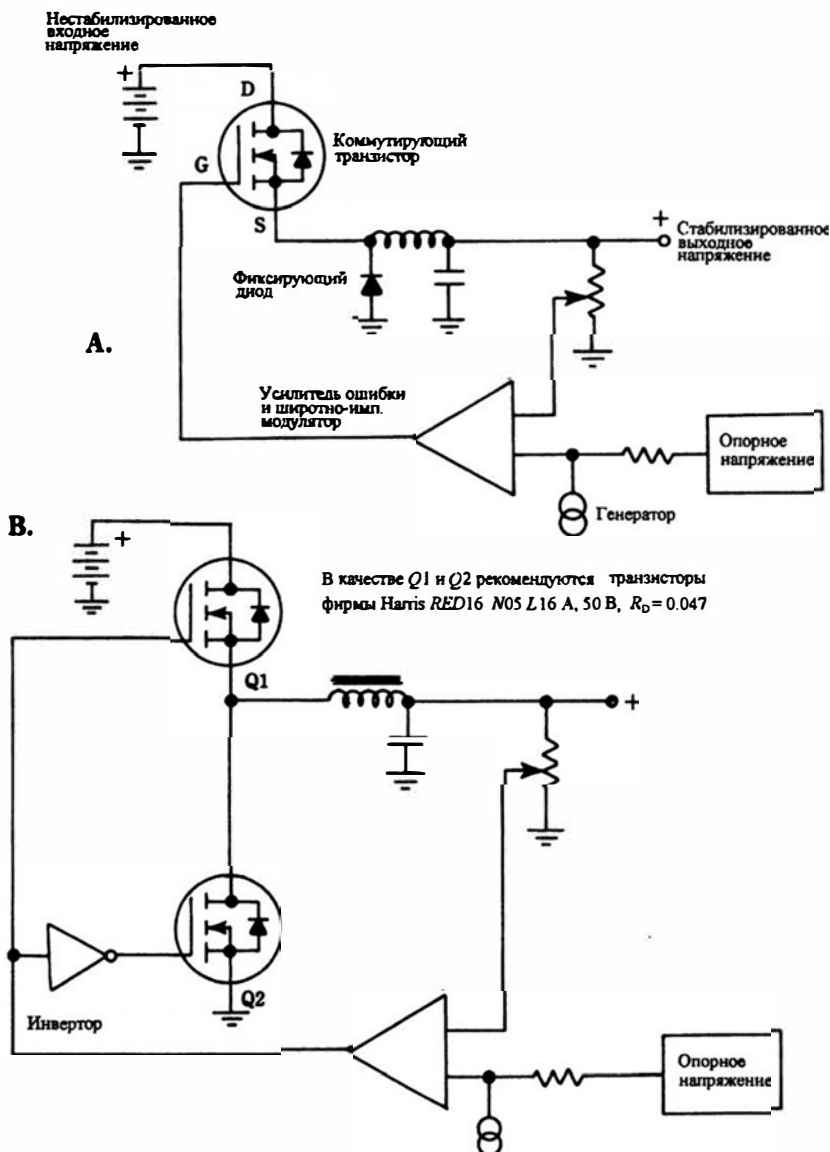 Нестабилизированное
входное
напряжение
+
D
Коммутирующий
транзистор
G
S
+
Стабилизированное
выходное
напряжение
Фиксирующий
диод
A.
Усилитель ошибки
и широтно-имп.
модулятор
Опорное
напряжение
Генератор
B.
+
В качестве Q1 и Q2 рекомендуются транзисторы
фирмы Harris RED16 N05 L16 A, 50 В, R_D = 0.047
Q1
+
Q2
Инвертор
Опорное
напряжение